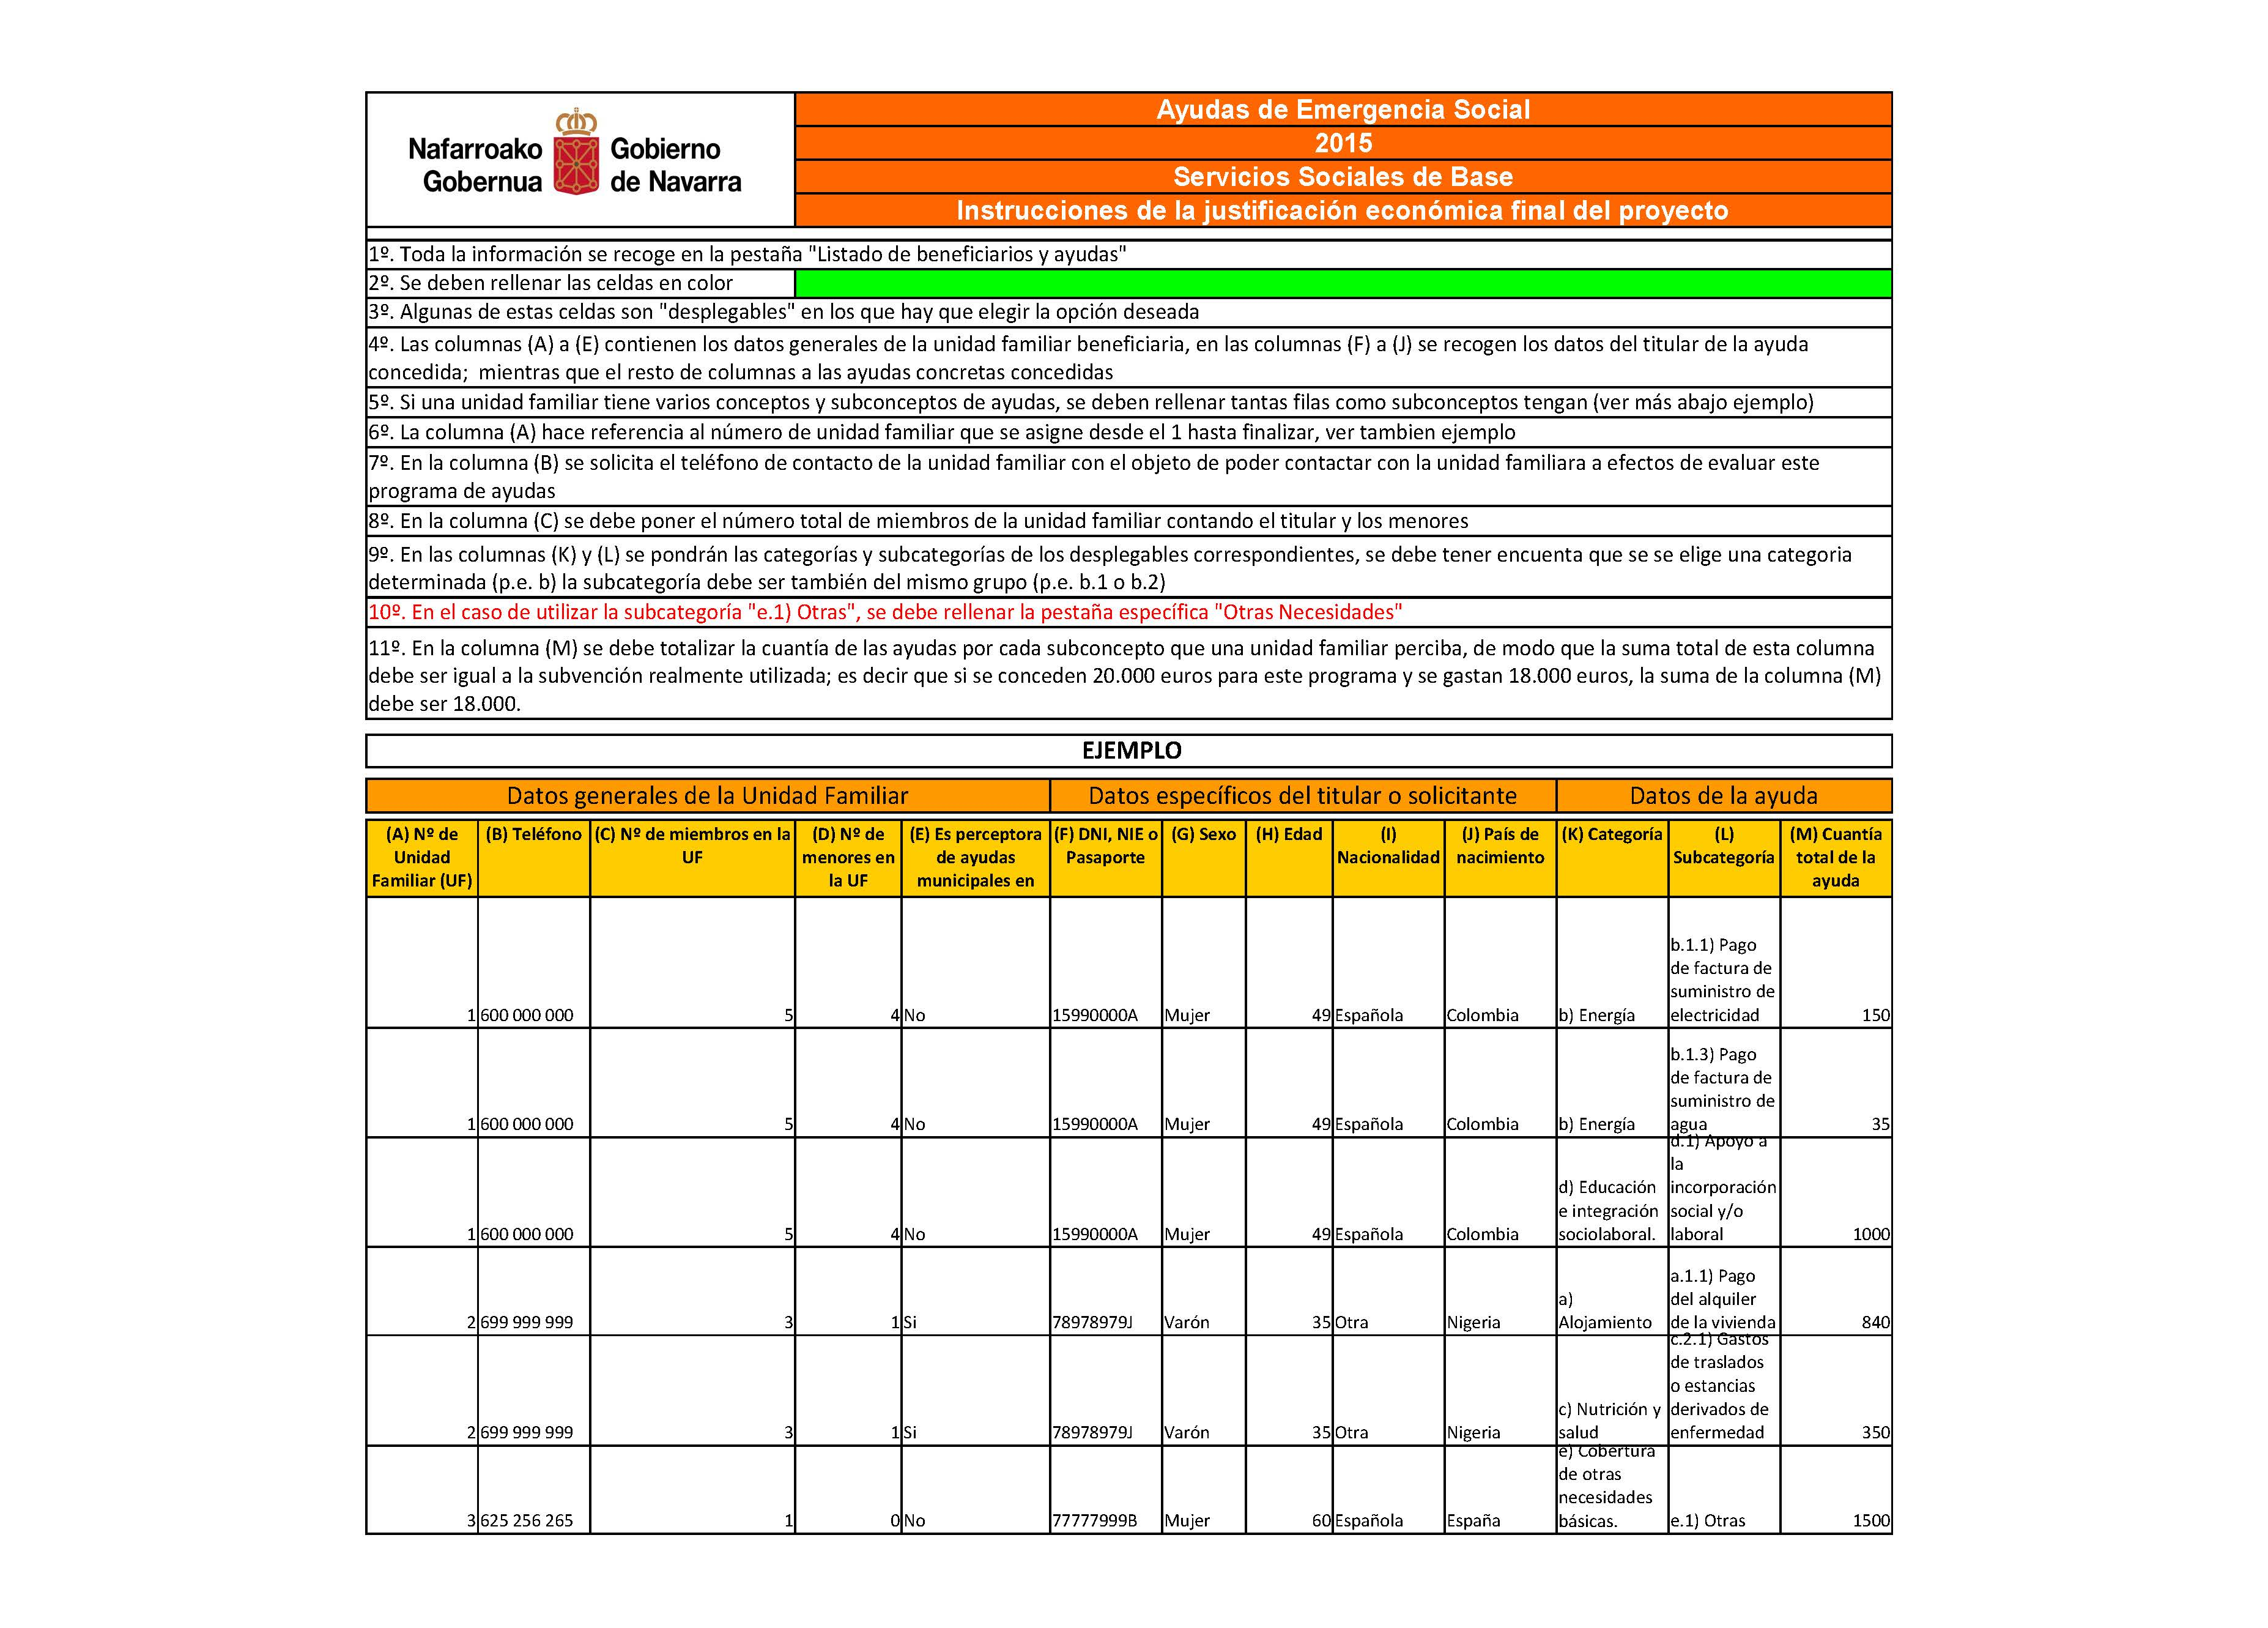 Nafarroako Gobernua
Gobierno de Navarra
Ayudas de Emergencia Social
2015
Servicios Sociales de Base
Instrucciones de la justificación económica final del proyecto
1º. Toda la información se recoge en la pestaña "Listado de beneficiarios y ayudas"
2º. Se deben rellenar las celdas en color
3º. Algunas de estas celdas son "desplegables" en los que hay que elegir la opción deseada
4º. Las columnas (A) a (E) contienen los datos generales de la unidad familiar beneficiaria, en las columnas (F) a (J) se recogen los datos del titular de la ayuda
concedida;  mientras que el resto de columnas a las ayudas concretas concedidas
5º. Si una unidad familiar tiene varios conceptos y subconceptos de ayudas, se deben rellenar tantas filas como subconceptos tengan (ver más abajo ejemplo)
6º. La columna (A) hace referencia al número de unidad familiar que se asigne desde el 1 hasta finalizar, ver tambien ejemplo
7º. En la columna (B) se solicita el teléfono de contacto de la unidad familiar con el objeto de poder contactar con la unidad familiara a efectos de evaluar este
programa de ayudas
8º. En la columna (C) se debe poner el número total de miembros de la unidad familiar contando el titular y los menores
9º. En las columnas (K) y (L) se pondrán las categorías y subcategorías de los desplegables correspondientes, se debe tener encuenta que se se elige una categoria
determinada (p.e. b) la subcategoría debe ser también del mismo grupo (p.e. b.1 o b.2)
10º. En el caso de utilizar la subcategoría "e.1) Otras", se debe rellenar la pestaña específica "Otras Necesidades"
11º. En la columna (M) se debe totalizar la cuantía de las ayudas por cada subconcepto que una unidad familiar perciba, de modo que la suma total de esta columna
debe ser igual a la subvención realmente utilizada; es decir que si se conceden 20.000 euros para este programa y se gastan 18.000 euros, la suma de la columna (M)
debe ser 18.000.
EJEMPLO
Datos generales de la Unidad Familiar Datos específicos del titular o solicitante Datos de la ayuda
(A) Nº de Unidad Familiar (UF) (B) Teléfono (C) Nº de miembros en la UF (D) Nº de menores en la UF (E) Es perceptora de ayudas municipales en (F) DNI, NIE o Pasaporte (G) Sexo (H) Edad (I) Nacionalidad (J) País de nacimiento (K) Categoría (L) Subcategoría (M) Cuantía total de la ayuda
1 600 000 000 5 4 No 15990000A Mujer 49 Española Colombia b) Energía b.1.1) Pago de factura de suministro de electricidad 150
1 600 000 000 5 4 No 15990000A Mujer 49 Española Colombia b) Energía b.1.3) Pago de factura de suministro de agua 35
1 600 000 000 5 4 No 15990000A Mujer 49 Española Colombia d) Educación e integración sociolaboral. d.1) Apoyo a la incorporación social y/o laboral 1000
2 699 999 999 3 1 Si 78978979J Varón 35 Otra Nigeria a) Alojamiento a.1.1) Pago del alquiler de la vivienda 840
2 699 999 999 3 1 Si 78978979J Varón 35 Otra Nigeria c) Nutrición y salud c.2.1) Gastos de traslados o estancias derivados de enfermedad 350
3 625 256 265 1 0 No 77777999B Mujer 60 Española España e) Cobertura de otras necesidades básicas. e.1) Otras 1500